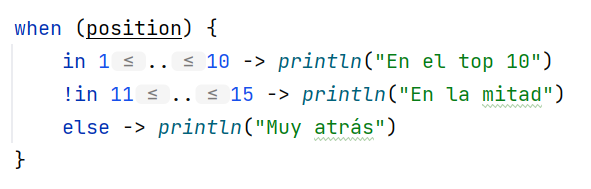 when (position) {
in 1 ≤ .. ≤ 10 -> println("En el top 10")
!in 11 ≤ .. ≤ 15 -> println("En la mitad")
else -> println("Muy atrás")
}